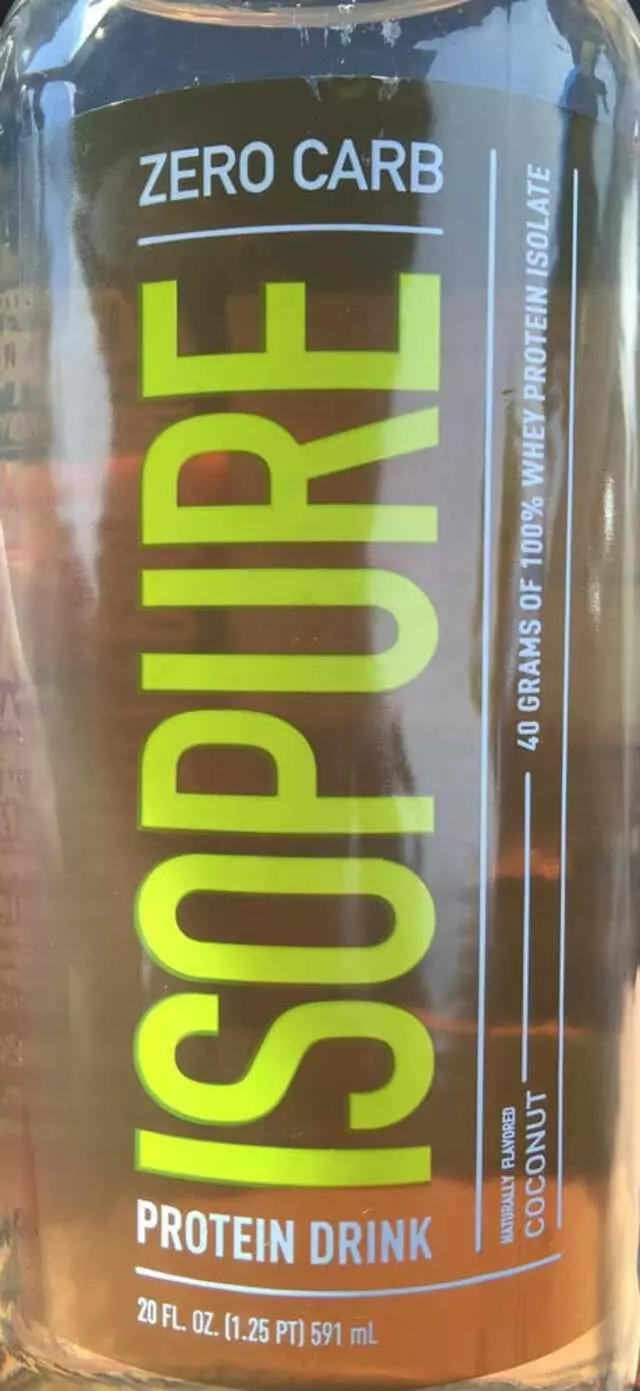 ZERO CARB
ISOPURE
PROTEIN DRINK
20 FL. OZ. (1.25 PT) 591 mL
NATURALLY FLAVORED
COCONUT
40 GRAMS OF 100% WHEY PROTEIN ISOLATE